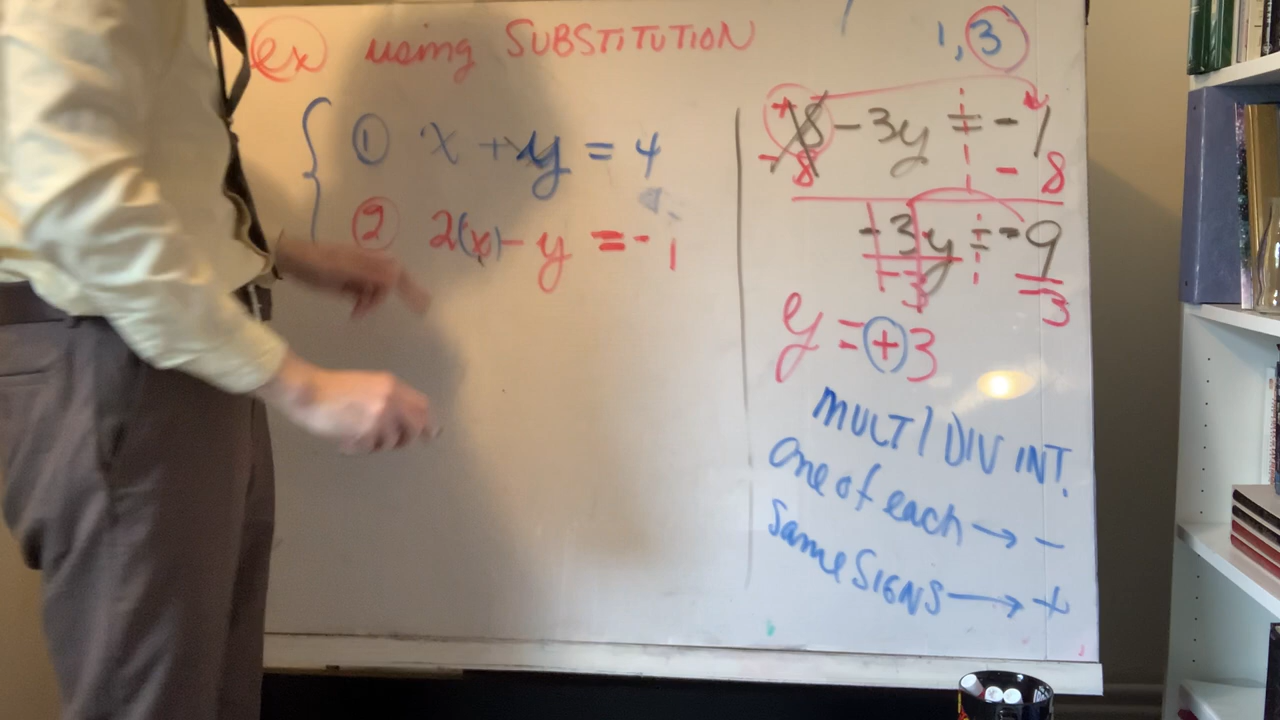 ex using SUBSTITUTION
1, 3
{ ① x + y = 4
② 2(x) - y = -1
+8 - 3y = -1
-8 - 8
-3y = -9
-3 -3
y = +3
MULT / DIV INT.
One of each → -
Same SIGNS → +